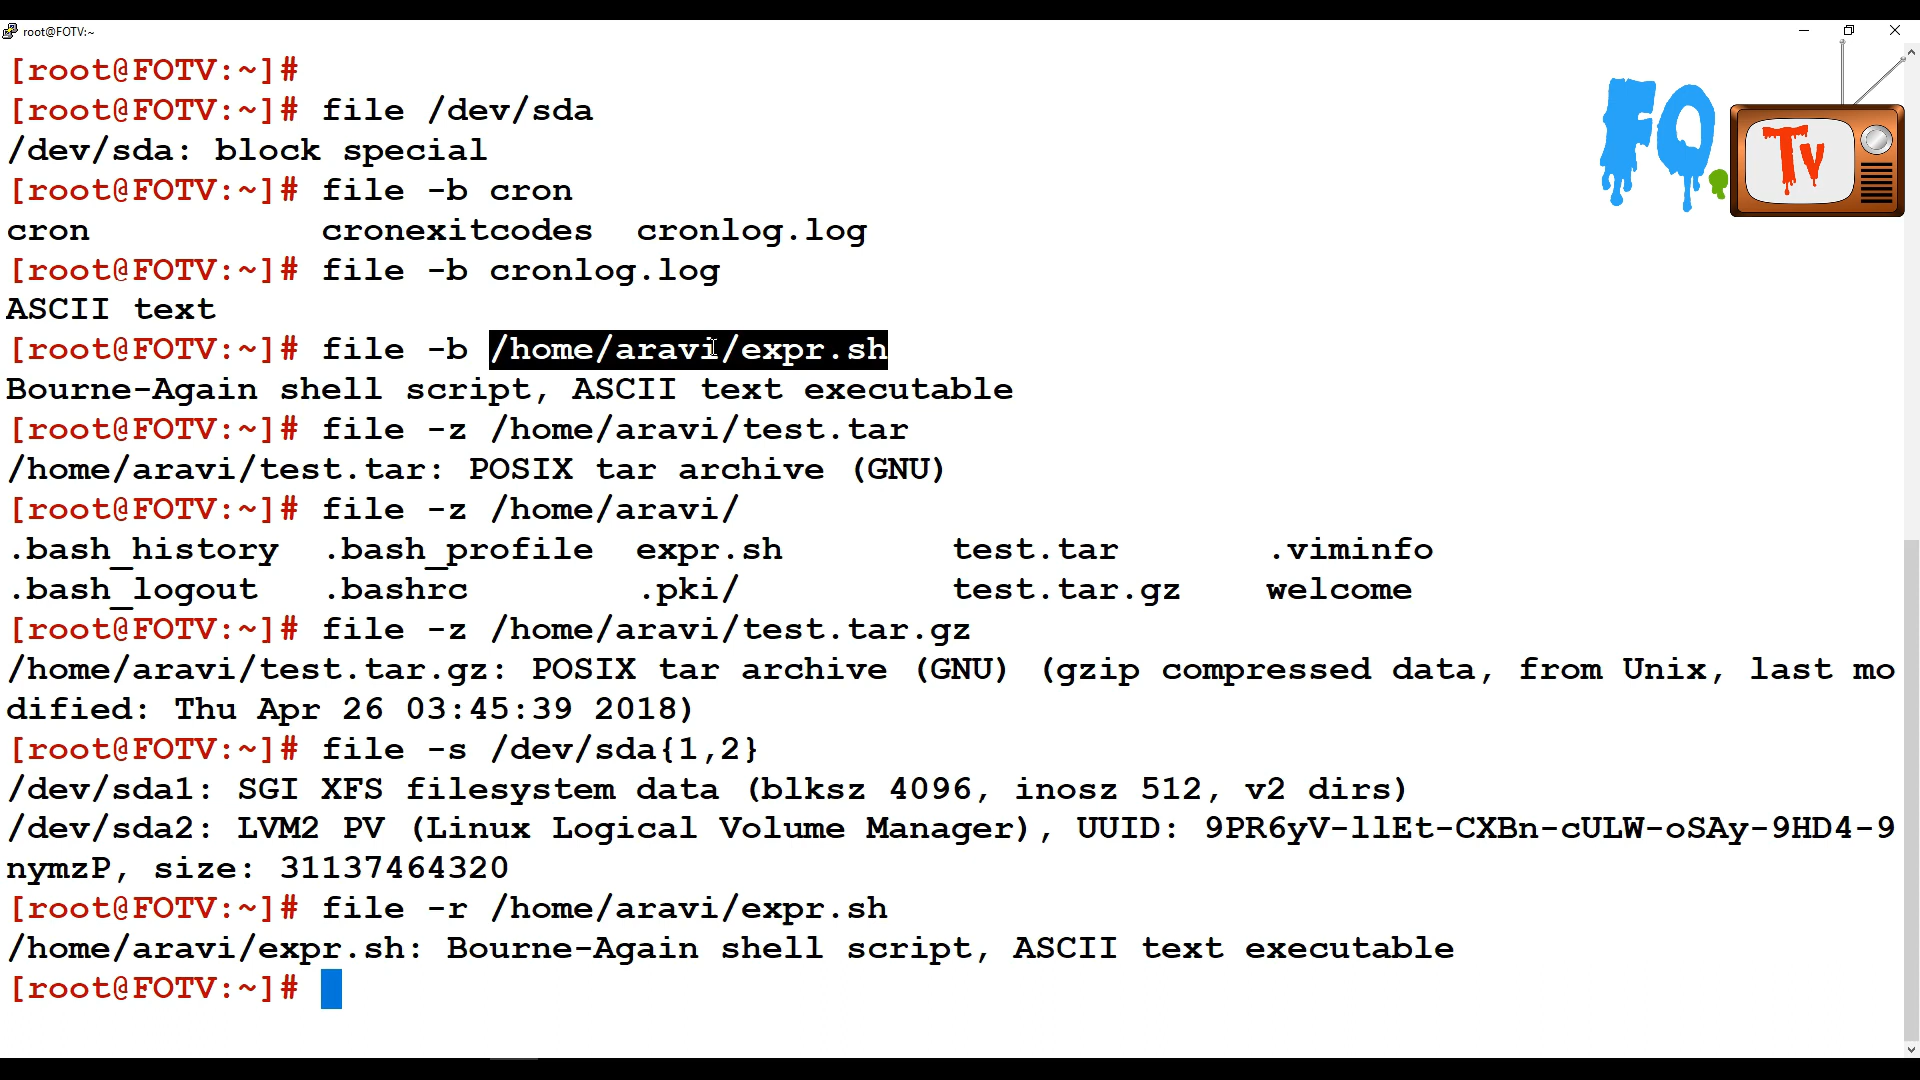 root@FOTV:~
[root@FOTV:~]#
[root@FOTV:~]# file /dev/sda
/dev/sda: block special
[root@FOTV:~]# file -b cron
cron           cronexitcodes  cronlog.log
[root@FOTV:~]# file -b cronlog.log
ASCII text
[root@FOTV:~]# file -b /home/aravi/expr.sh
Bourne-Again shell script, ASCII text executable
[root@FOTV:~]# file -z /home/aravi/test.tar
/home/aravi/test.tar: POSIX tar archive (GNU)
[root@FOTV:~]# file -z /home/aravi/
.bash_history  .bash_profile  expr.sh        test.tar       .viminfo
.bash_logout   .bashrc        .pki/          test.tar.gz    welcome
[root@FOTV:~]# file -z /home/aravi/test.tar.gz
/home/aravi/test.tar.gz: POSIX tar archive (GNU) (gzip compressed data, from Unix, last mo
dified: Thu Apr 26 03:45:39 2018)
[root@FOTV:~]# file -s /dev/sda{1,2}
/dev/sda1: SGI XFS filesystem data (blksz 4096, inosz 512, v2 dirs)
/dev/sda2: LVM2 PV (Linux Logical Volume Manager), UUID: 9PR6yV-llEt-CXBn-cULW-oSAy-9HD4-9
nymzP, size: 31137464320
[root@FOTV:~]# file -r /home/aravi/expr.sh
/home/aravi/expr.sh: Bourne-Again shell script, ASCII text executable
[root@FOTV:~]#
FO.
Tv